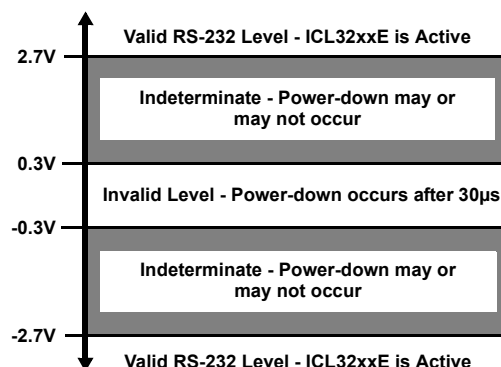 Valid RS-232 Level - ICL32xxE is Active
2.7V
Indeterminate - Power-down may or
may not occur
0.3V
Invalid Level - Power-down occurs after 30µs
-0.3V
Indeterminate - Power-down may or
may not occur
-2.7V
Valid RS-232 Level - ICL32xxE is Active